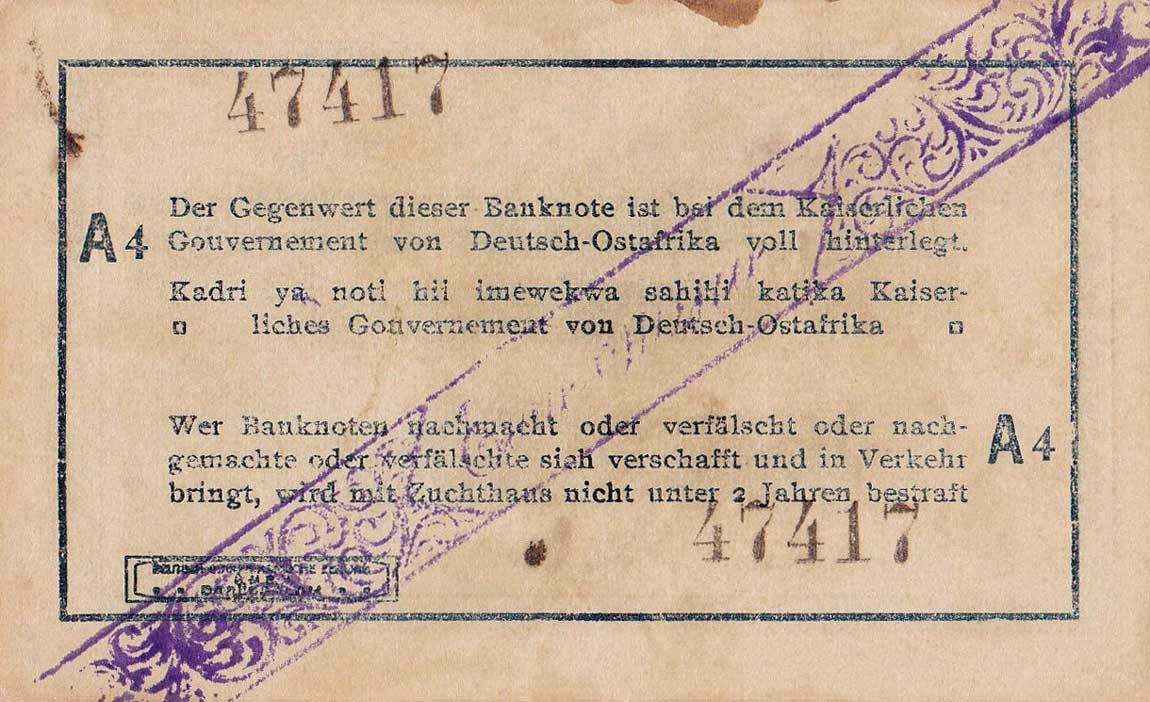 47417
Der Gegenwert dieser Banknote ist bei dem Kaiserlichen
A4 Gouvernement von Deutsch-Ostafrika voll hinterlegt.
Kadri ya noti hii imewekwa sahihi katika Kaiser-
liches Gouvernement von Deutsch-Ostafrika
Wer Banknoten nachmacht oder verfälscht oder nach-
A4
gemachte oder verfälschte sich verschafft und in Verkehr
bringt, wird mit Zuchthaus nicht unter 2 Jahren bestraft
47417